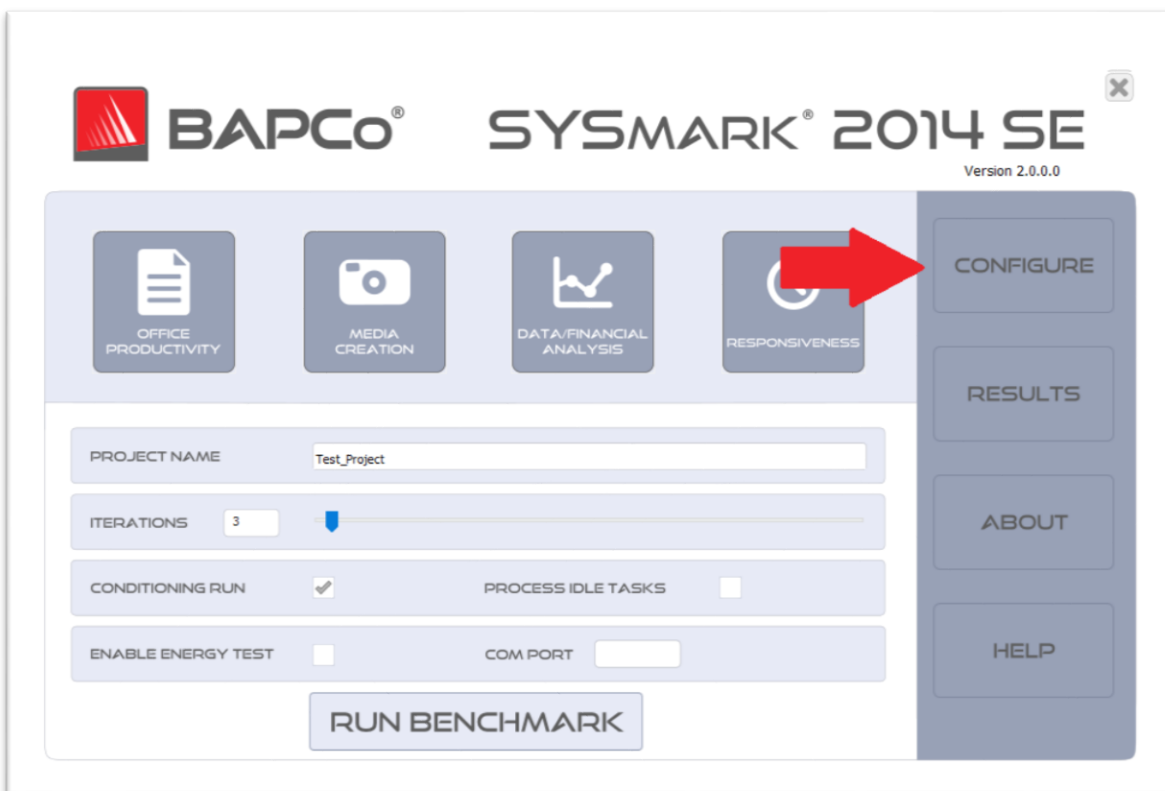 BAPCo® SYSMARK® 2014 SE
Version 2.0.0.0
OFFICE
PRODUCTIVITY
MEDIA
CREATION
DATA/FINANCIAL
ANALYSIS
RESPONSIVENESS
CONFIGURE
RESULTS
ABOUT
HELP
PROJECT NAME Test_Project
ITERATIONS 3
CONDITIONING RUN PROCESS IDLE TASKS
ENABLE ENERGY TEST COM PORT
RUN BENCHMARK